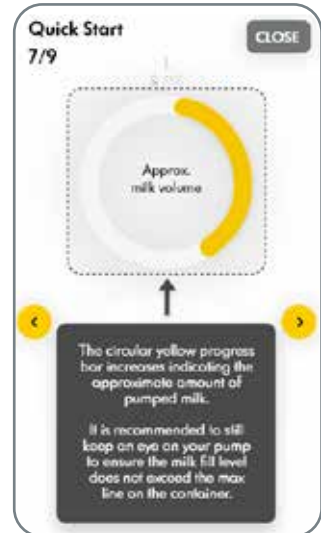 Quick Start
CLOSE
7/9
Approx.
milk volume
The circular yellow progress
bar increases indicating the
approximate amount of
pumped milk.
It is recommended to still
keep an eye on your pump
to ensure the milk fill level
does not exceed the max
line on the container.